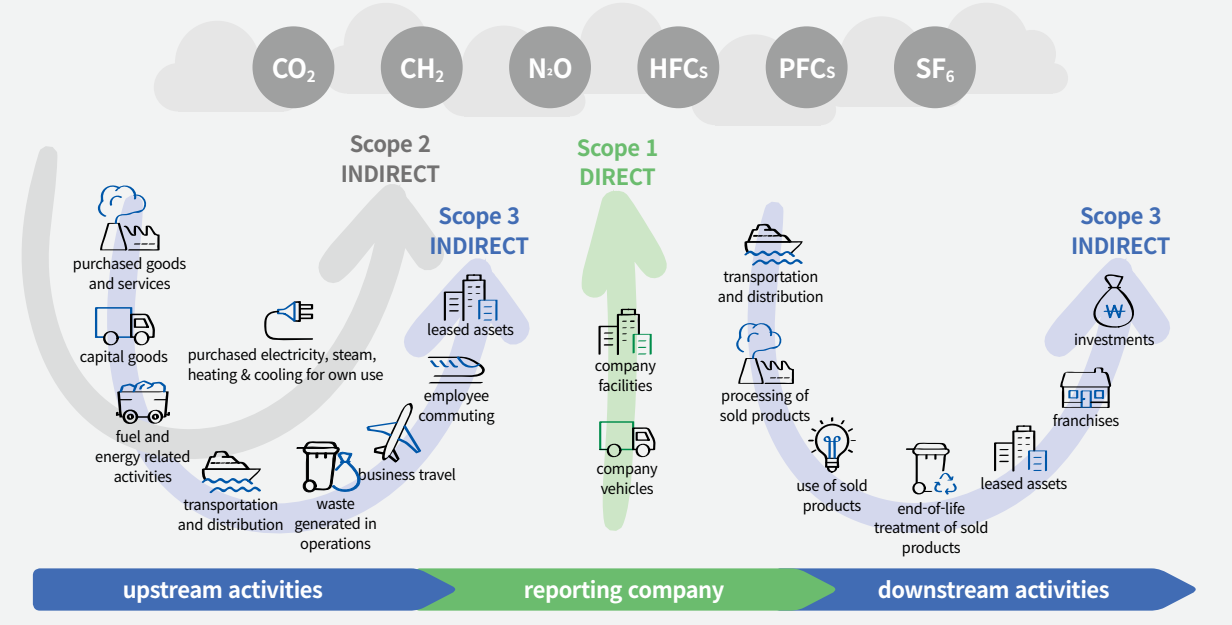 CO₂
CH₂
N₂O
HFCs
PFCs
SF₆
Scope 2
INDIRECT
Scope 1
DIRECT
Scope 3
INDIRECT
Scope 3
INDIRECT
purchased goods
and services
capital goods
fuel and
energy related
activities
purchased electricity, steam,
heating & cooling for own use
transportation
and distribution
waste
generated in
operations
business travel
employee
commuting
leased assets
company
facilities
company
vehicles
transportation
and distribution
processing of
sold products
use of sold
products
end-of-life
treatment of sold
products
leased assets
franchises
₩
investments
upstream activities
reporting company
downstream activities